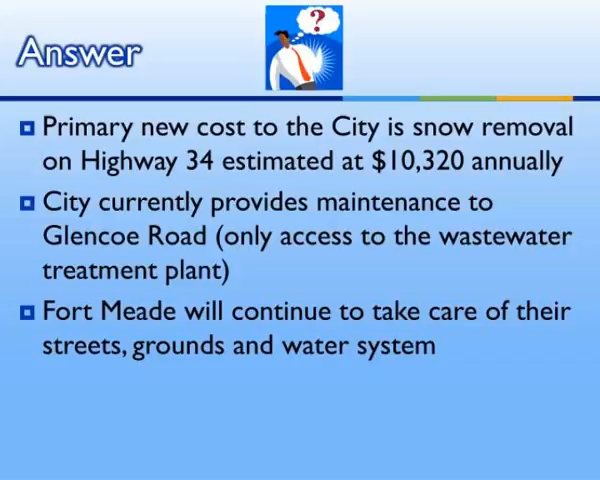 ?
Answer
Primary new cost to the City is snow removal
on Highway 34 estimated at $10,320 annually
City currently provides maintenance to
Glencoe Road (only access to the wastewater
treatment plant)
Fort Meade will continue to take care of their
streets, grounds and water system